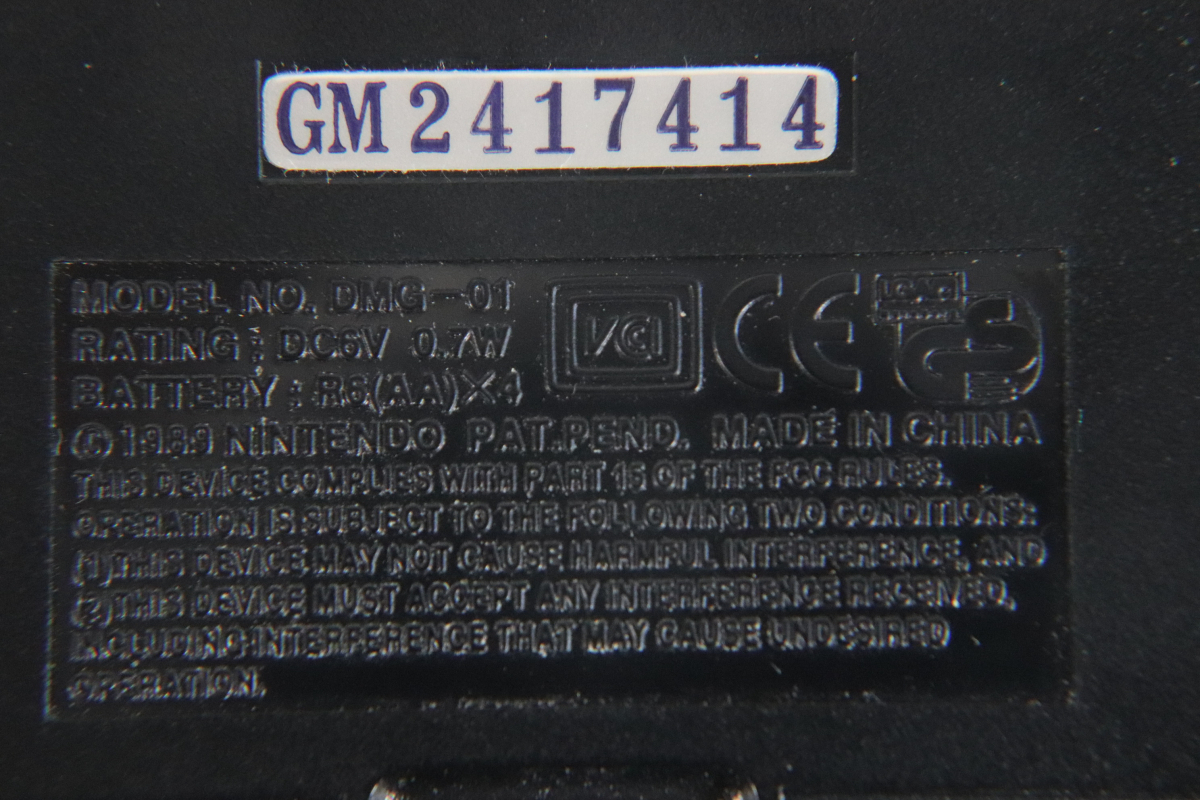 GM2417414
MODEL NO. DMG-01
RATING : DC6V 0.7W
BATTERY : R6(AA)X4
VCI
CE
GS
©1989 NINTENDO PAT.PEND. MADE IN CHINA
THIS DEVICE COMPLIES WITH PART 15 OF THE FCC RULES.
OPERATION IS SUBJECT TO THE FOLLOWING TWO CONDITIONS:
(1)THIS DEVICE MAY NOT CAUSE HARMFUL INTERFERENCE, AND
(2)THIS DEVICE MUST ACCEPT ANY INTERFERENCE RECEIVED,
INCLUDING INTERFERENCE THAT MAY CAUSE UNDESIRED
OPERATION.